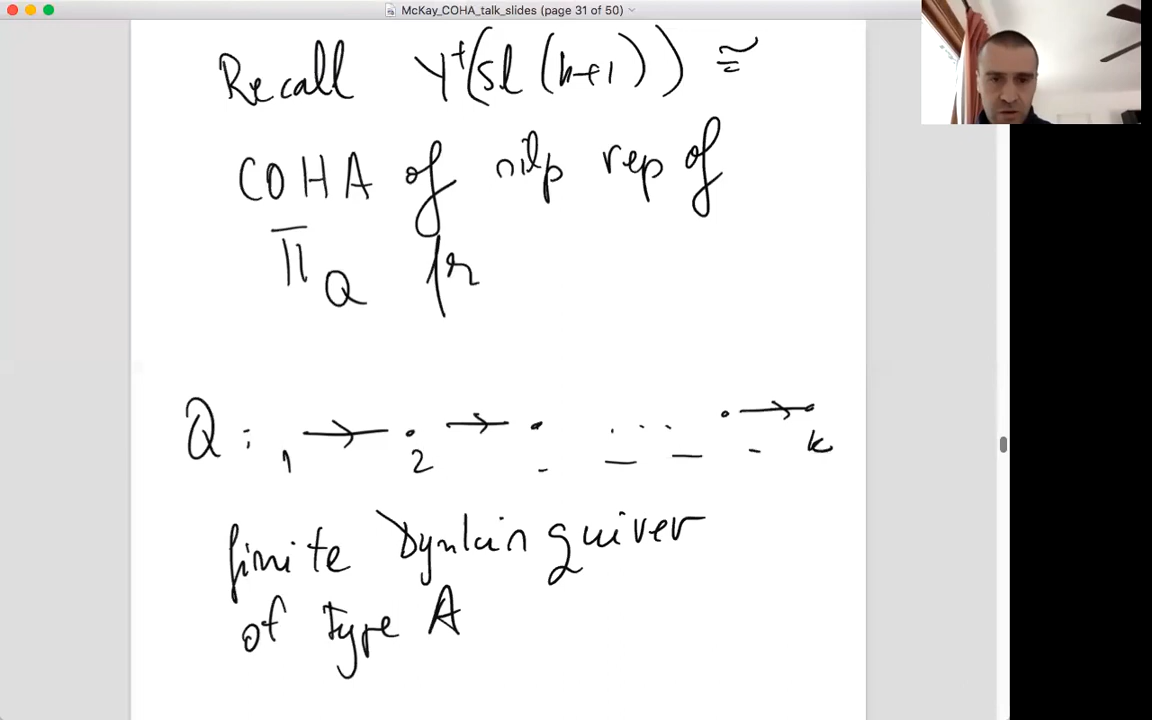 McKay_COHA_talk_slides (page 31 of 50)
Recall Y⁺(sl(k+1)) ≅
COHA of nilp rep of
Π_Q for
Q: 1 → 2 → . ... . → k
finite Dynkin quiver
of type A